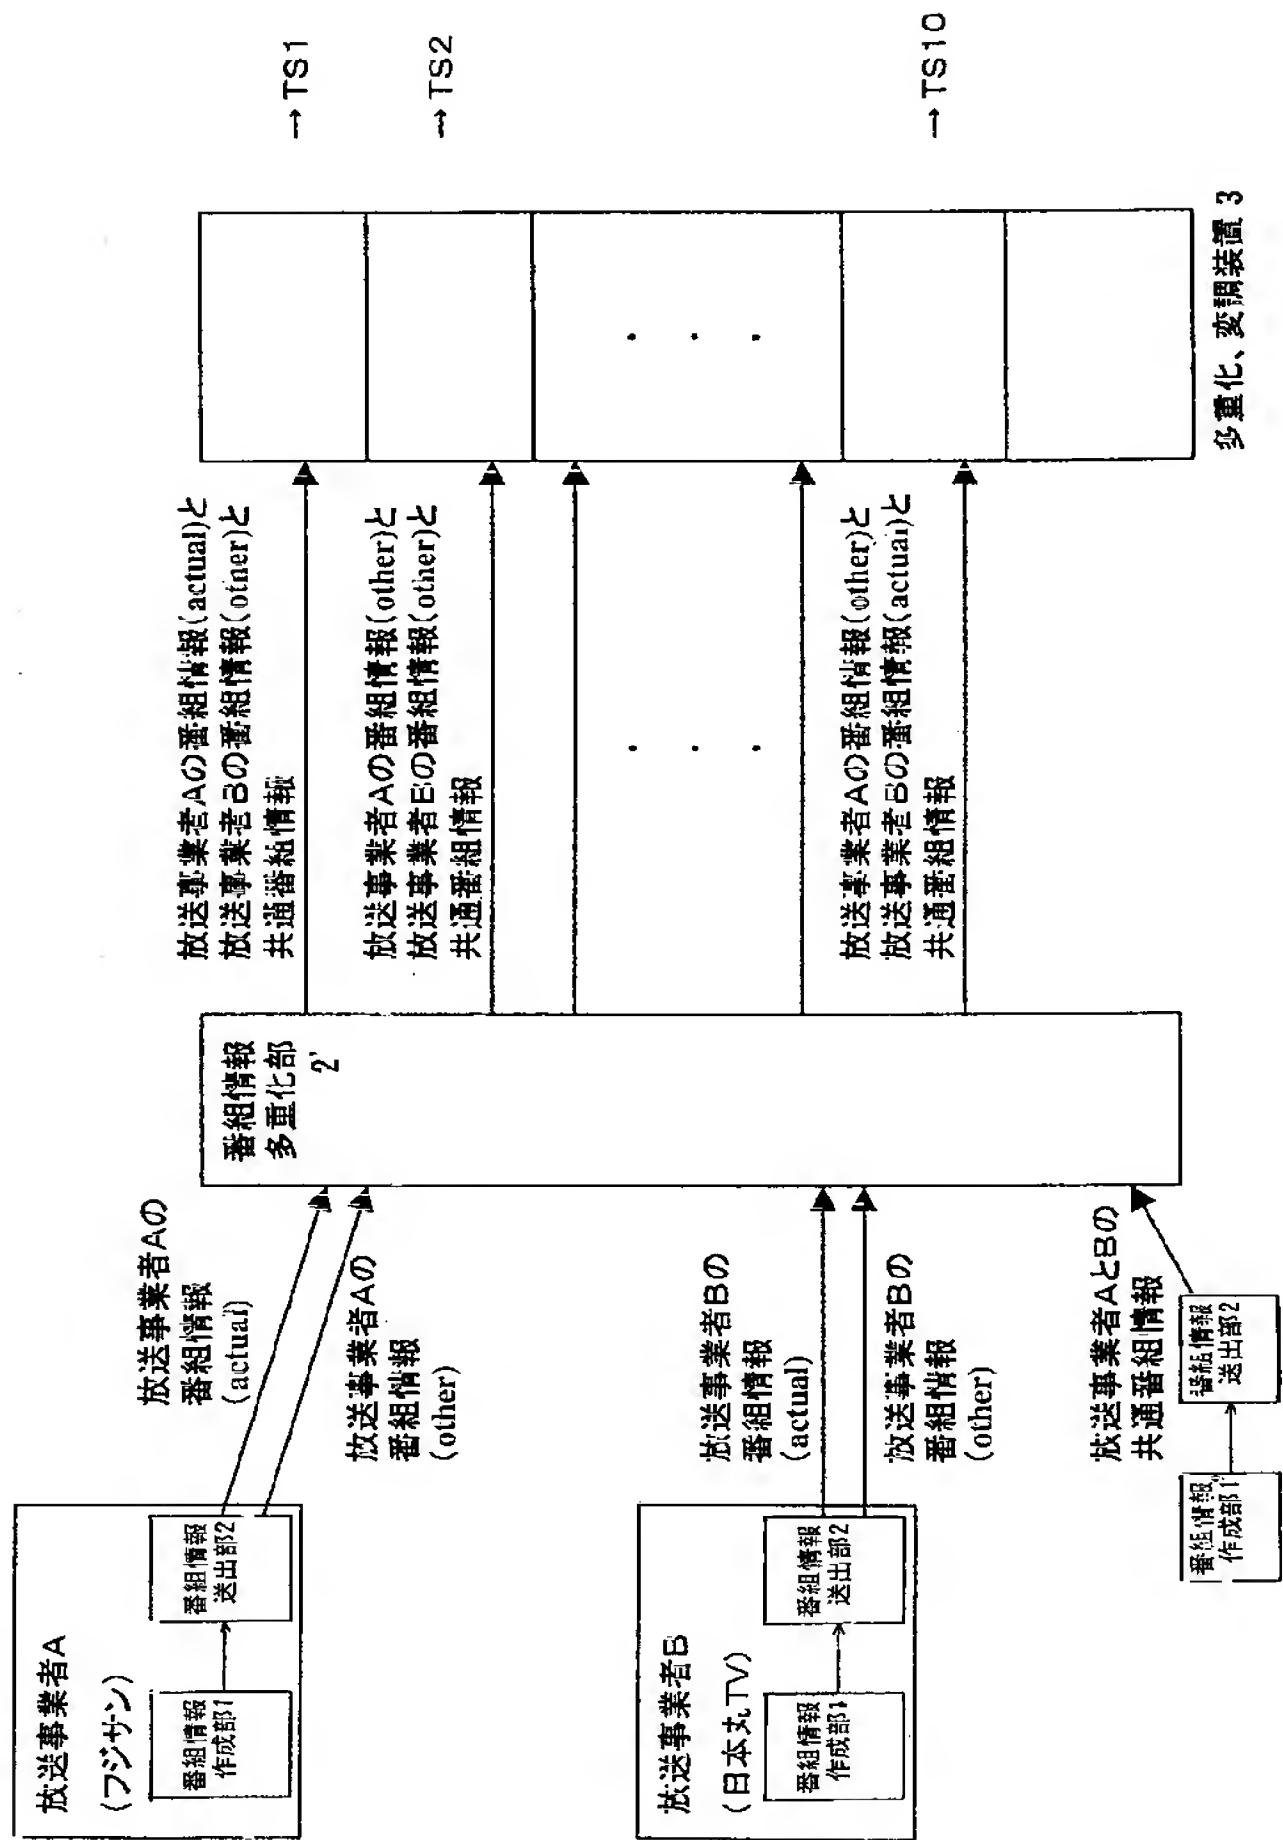 放送事業者A
(フジサン)
番組情報
作成部1
番組情報
送出部2
放送事業者Aの
番組情報
(actual)
放送事業者Aの
番組情報
(other)
放送事業者B
(日本丸TV)
番組情報
作成部1
番組情報
送出部2
放送事業者Bの
番組情報
(actual)
放送事業者Bの
番組情報
(other)
番組情報
作成部1
番組情報
送出部2
放送事業者AとBの
共通番組情報
番組情報
多重化部
2'
放送事業者Aの番組情報(actual)と
放送事業者Bの番組情報(other)と
共通番組情報
放送事業者Aの番組情報(other)と
放送事業者Bの番組情報(other)と
共通番組情報
・・・
放送事業者Aの番組情報(other)と
放送事業者Bの番組情報(actual)と
共通番組情報
・・・
多重化、変調装置 3
→TS1
→TS2
→TS10